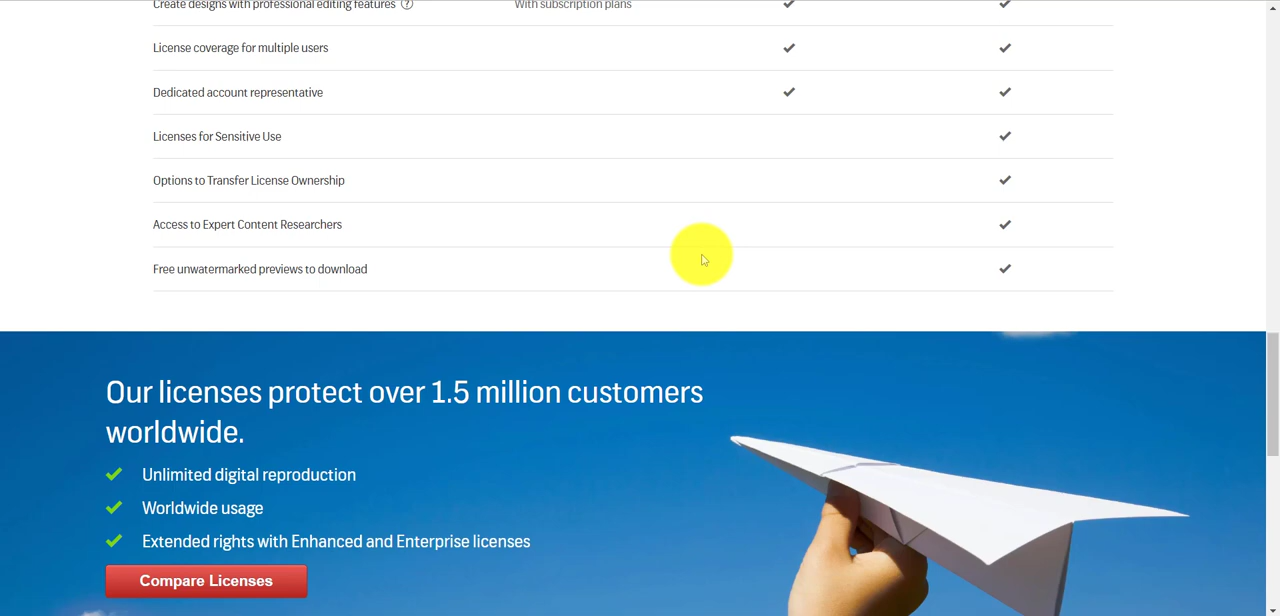 Create designs with professional editing features ?
With subscription plans
License coverage for multiple users
Dedicated account representative
Licenses for Sensitive Use
Options to Transfer License Ownership
Access to Expert Content Researchers
Free unwatermarked previews to download
Our licenses protect over 1.5 million customers
worldwide.
Unlimited digital reproduction
Worldwide usage
Extended rights with Enhanced and Enterprise licenses
Compare Licenses